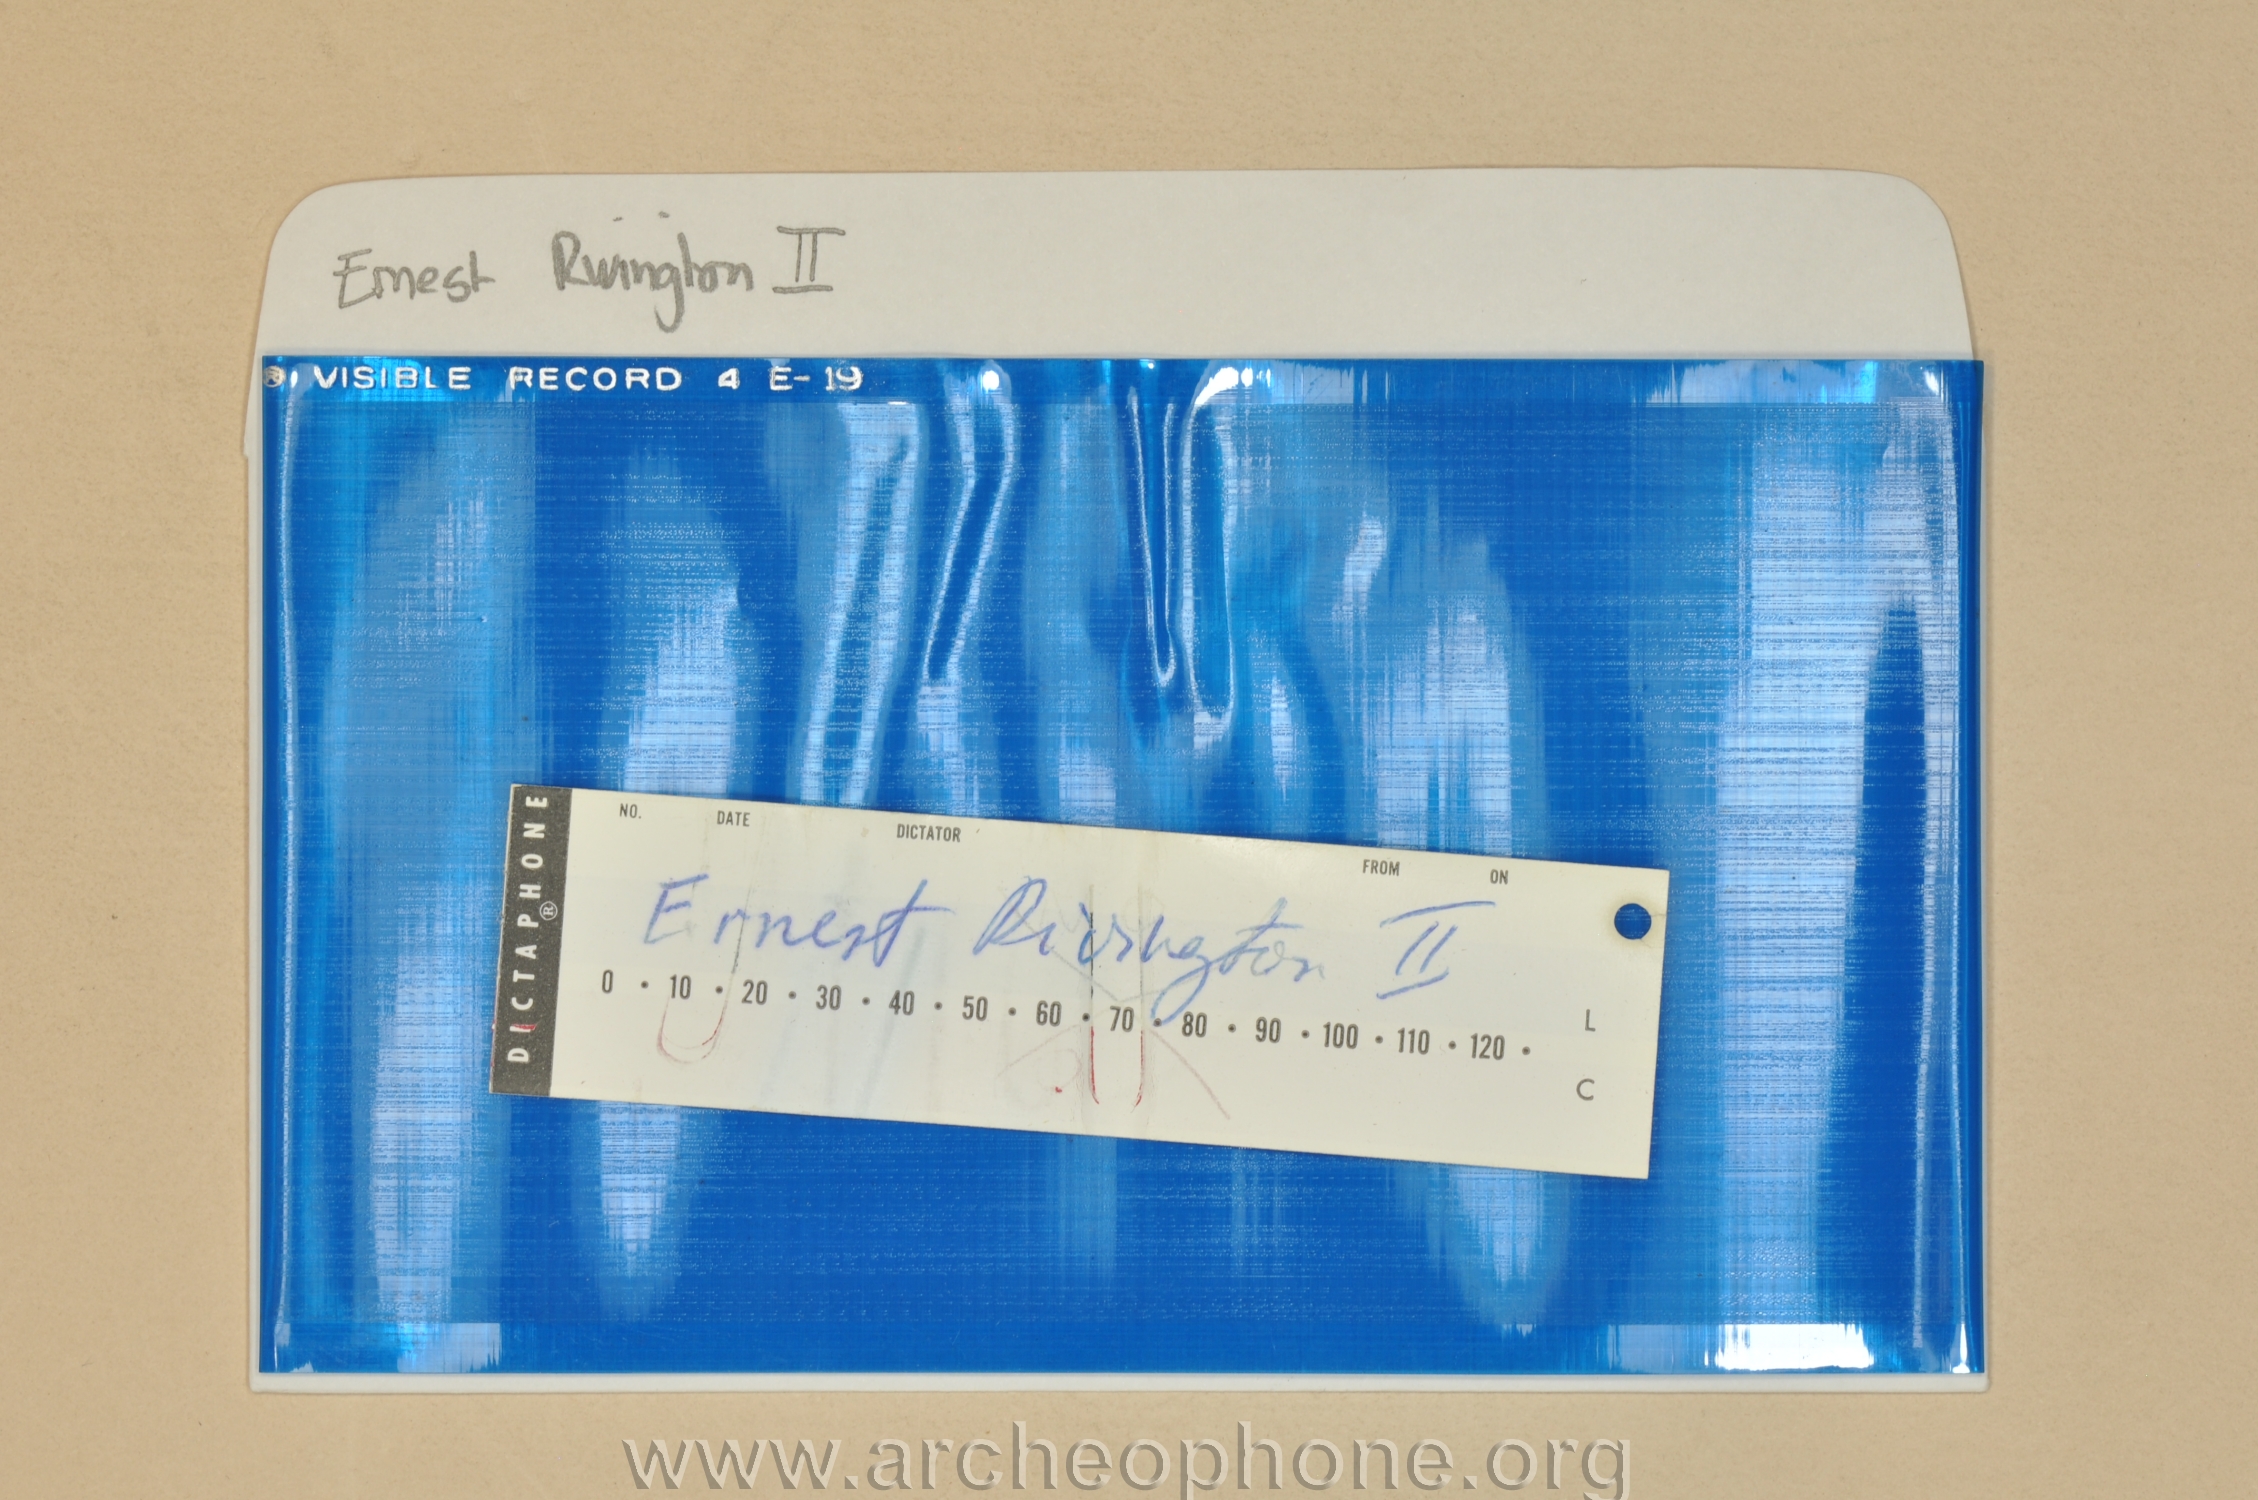 Ernest Rivington II
® VISIBLE RECORD 4 E-19
DICTAPHONE ®
NO. DATE DICTATOR FROM ON
Ernest Rivington II
0 • 10 • 20 • 30 • 40 • 50 • 60 • 70 • 80 • 90 • 100 • 110 • 120 •
L
C
www.archeophone.org